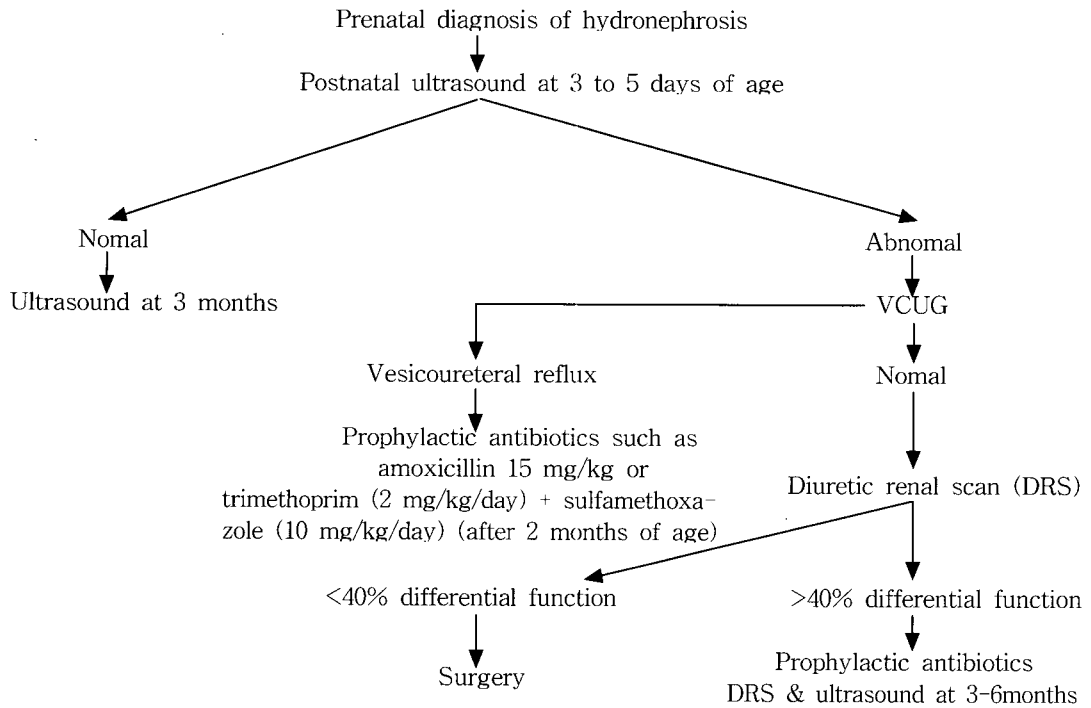 Prenatal diagnosis of hydronephrosis
Postnatal ultrasound at 3 to 5 days of age
Nomal
Abnomal
Ultrasound at 3 months
VCUG
Vesicoureteral reflux
Nomal
Prophylactic antibiotics such as
amoxicillin 15 mg/kg or
trimethoprim (2 mg/kg/day) + sulfamethoxa-
zole (10 mg/kg/day) (after 2 months of age)
Diuretic renal scan (DRS)
<40% differential function
>40% differential function
Surgery
Prophylactic antibiotics
DRS & ultrasound at 3-6months